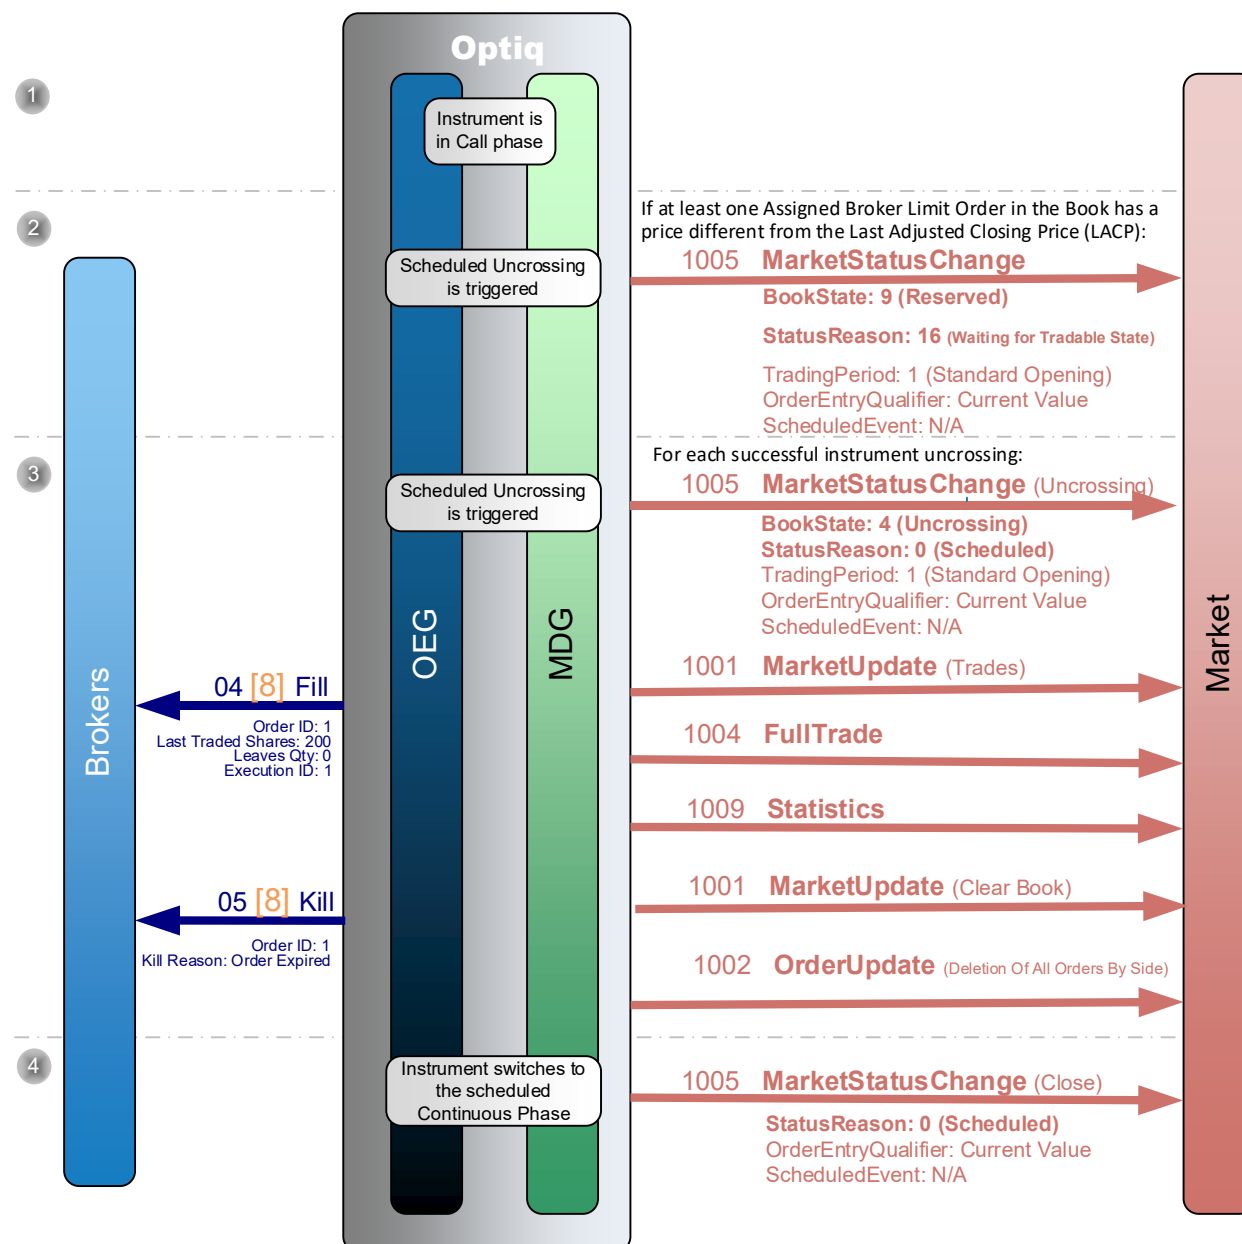 Optiq
1
Instrument is
in Call phase
2
If at least one Assigned Broker Limit Order in the Book has a
price different from the Last Adjusted Closing Price (LACP):
Scheduled Uncrossing
is triggered
1005 MarketStatusChange
BookState: 9 (Reserved)
StatusReason: 16 (Waiting for Tradable State)
TradingPeriod: 1 (Standard Opening)
OrderEntryQualifier: Current Value
ScheduledEvent: N/A
3
For each successful instrument uncrossing:
Scheduled Uncrossing
is triggered
1005 MarketStatusChange (Uncrossing)
BookState: 4 (Uncrossing)
StatusReason: 0 (Scheduled)
TradingPeriod: 1 (Standard Opening)
OrderEntryQualifier: Current Value
ScheduledEvent: N/A
Brokers
OEG
MDG
Market
04 [8] Fill
Order ID: 1
Last Traded Shares: 200
Leaves Qty: 0
Execution ID: 1
1001 MarketUpdate (Trades)
1004 FullTrade
1009 Statistics
05 [8] Kill
Order ID: 1
Kill Reason: Order Expired
1001 MarketUpdate (Clear Book)
1002 OrderUpdate (Deletion Of All Orders By Side)
4
Instrument switches to
the scheduled
Continuous Phase
1005 MarketStatusChange (Close)
StatusReason: 0 (Scheduled)
OrderEntryQualifier: Current Value
ScheduledEvent: N/A